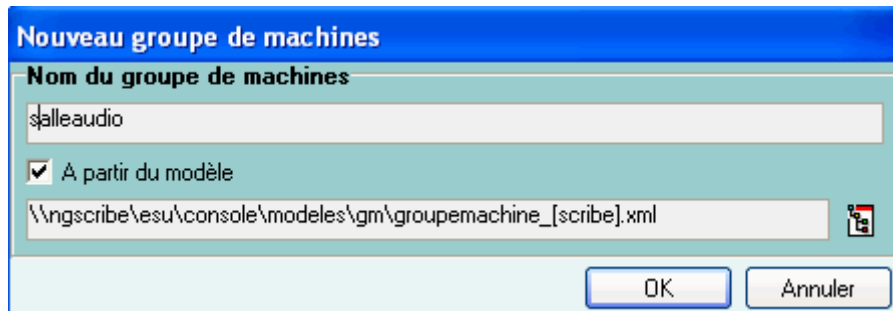 Nouveau groupe de machines
Nom du groupe de machines
salleaudio
A partir du modèle
\\ngscribe\esu\console\modeles\gm\groupemachine_[scribe].xml
OK Annuler